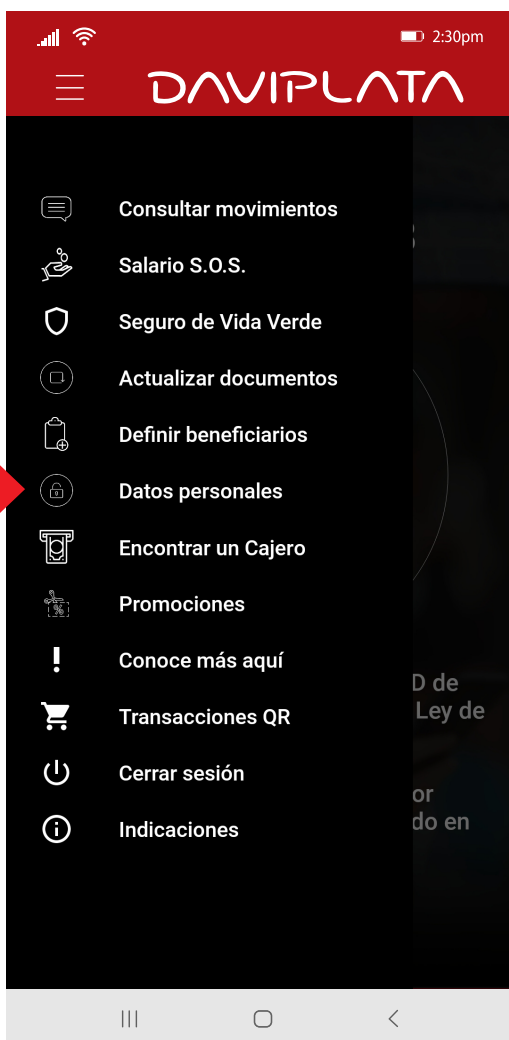 2:30pm
DAVIPLATA
Consultar movimientos
Salario S.O.S.
Seguro de Vida Verde
Actualizar documentos
Definir beneficiarios
Datos personales
Encontrar un Cajero
Promociones
%
Conoce más aquí
D de
Transacciones QR
Ley de
Cerrar sesión
or
do en
Indicaciones